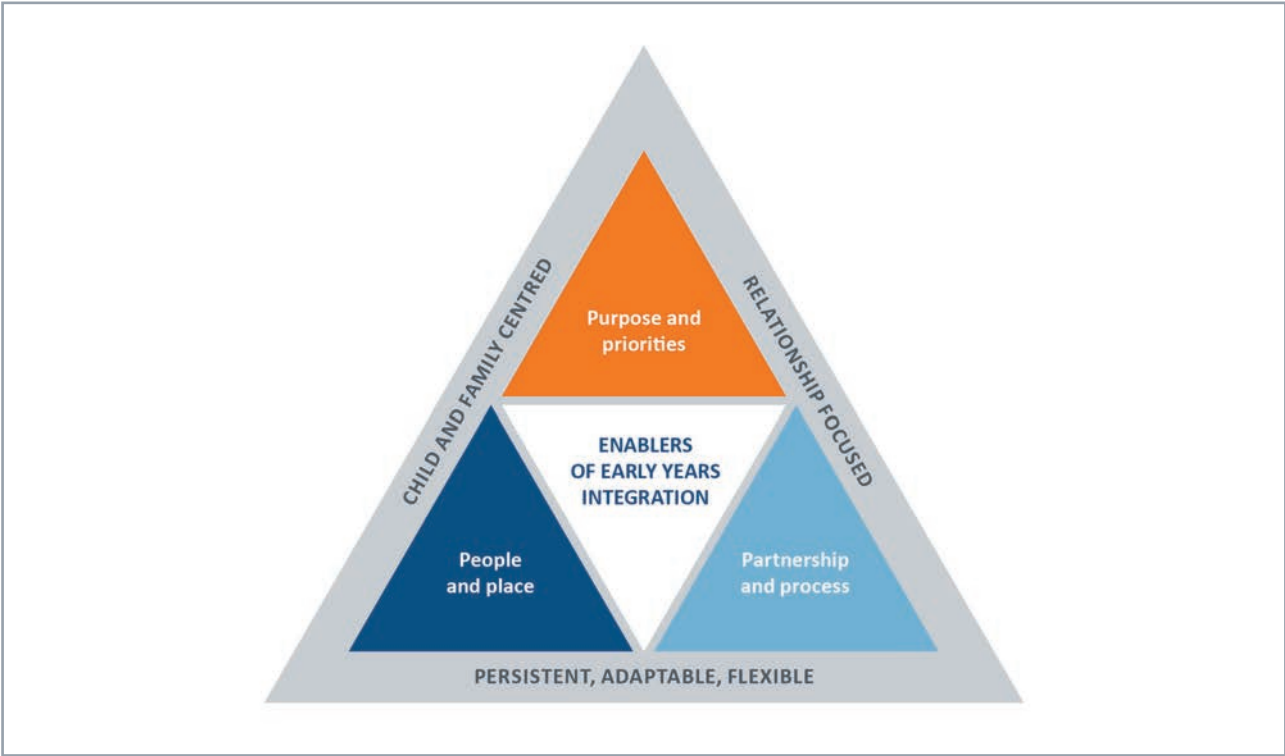 CHILD AND FAMILY CENTRED
RELATIONSHIP FOCUSED
Purpose and
priorities
ENABLERS
OF EARLY YEARS
INTEGRATION
People
and place
Partnership
and process
PERSISTENT, ADAPTABLE, FLEXIBLE